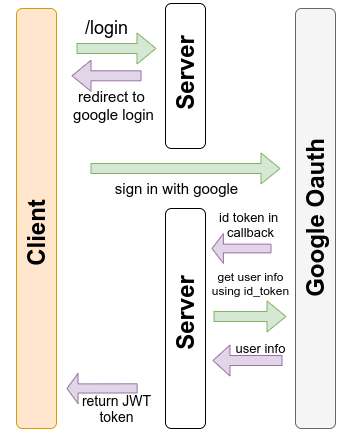 /login
redirect to
google login
Server
sign in with google
Client
Google Oauth
id token in
callback
get user info
using id_token
Server
user info
return JWT
token